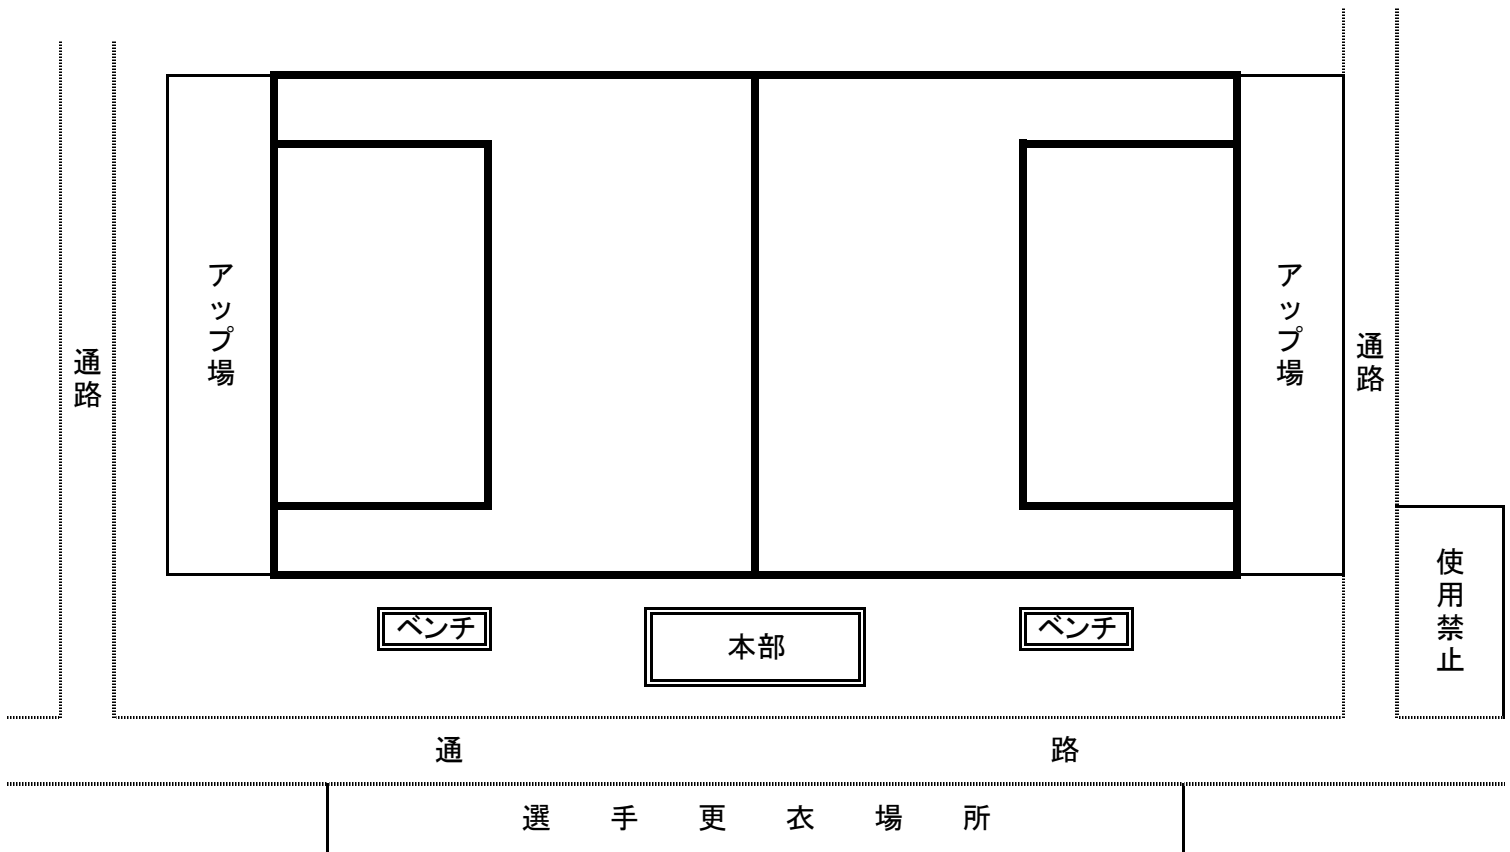 アップ場
アップ場
通路
通路
使用禁止
ベンチ
本部
ベンチ
通 路
選 手 更 衣 場 所